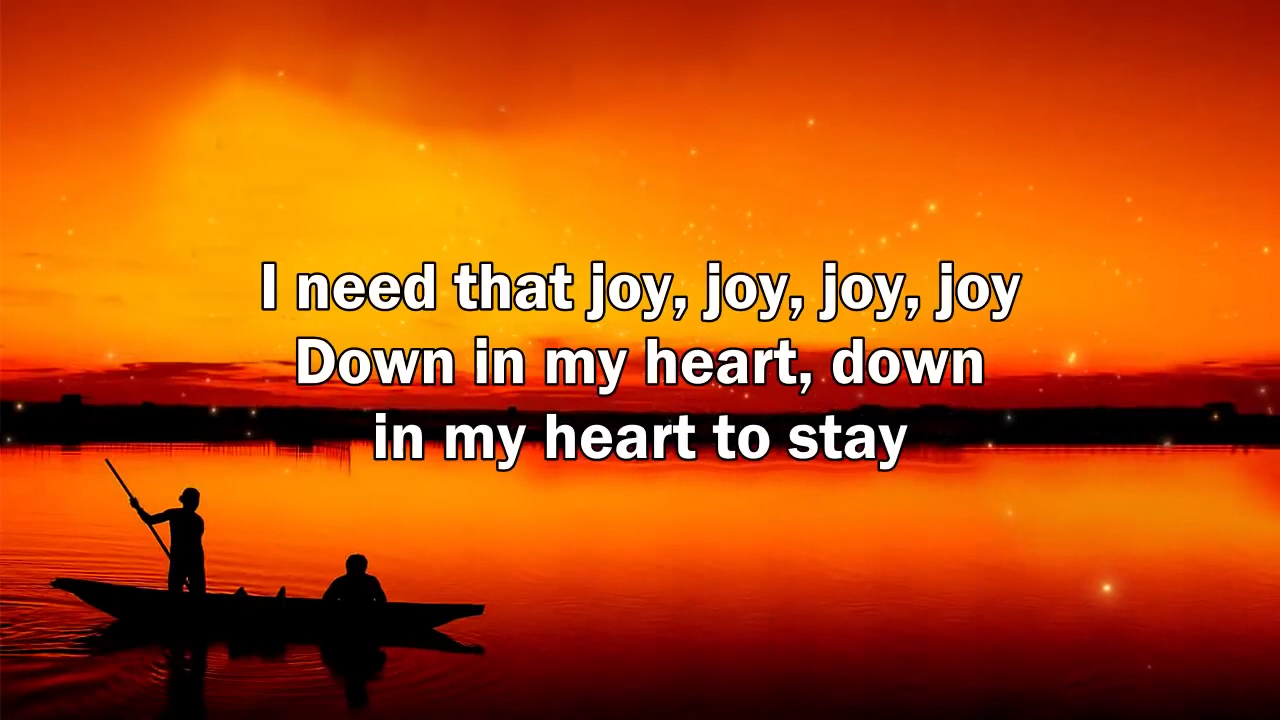 I need that joy, joy, joy, joy
Down in my heart, down
in my heart to stay